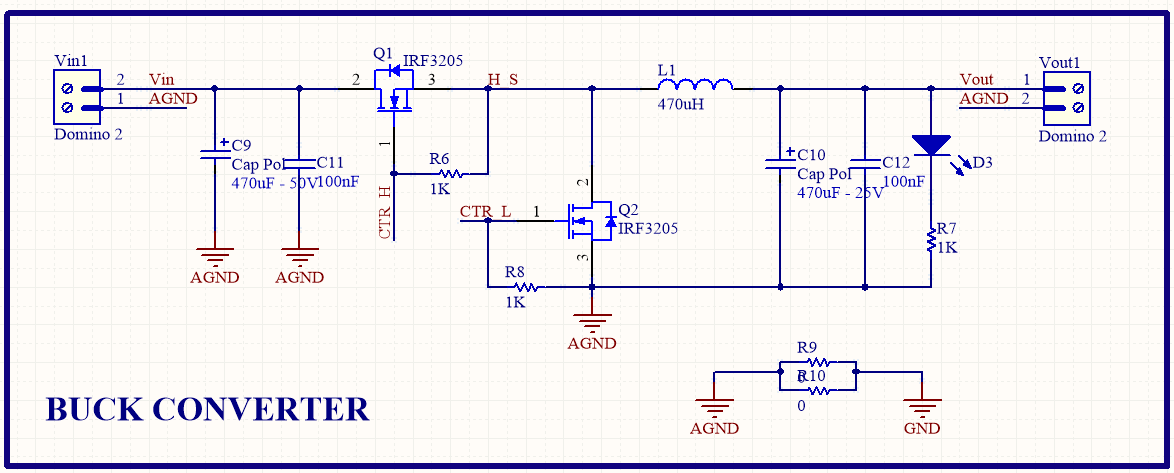 Vin1
2
Vin
1
AGND
Domino 2
C9
Cap Pol
470uF - 50V
AGND
C11
100nF
AGND
Q1
IRF3205
2
3
1
CTR_H
R6
1K
H_S
CTR_L
1
2
Q2
IRF3205
3
R8
1K
AGND
L1
470uH
C10
Cap Pol
470uF - 25V
C12
100nF
D3
R7
1K
Vout1
Vout
1
AGND
2
Domino 2
R9
0
R10
0
AGND
GND
BUCK CONVERTER